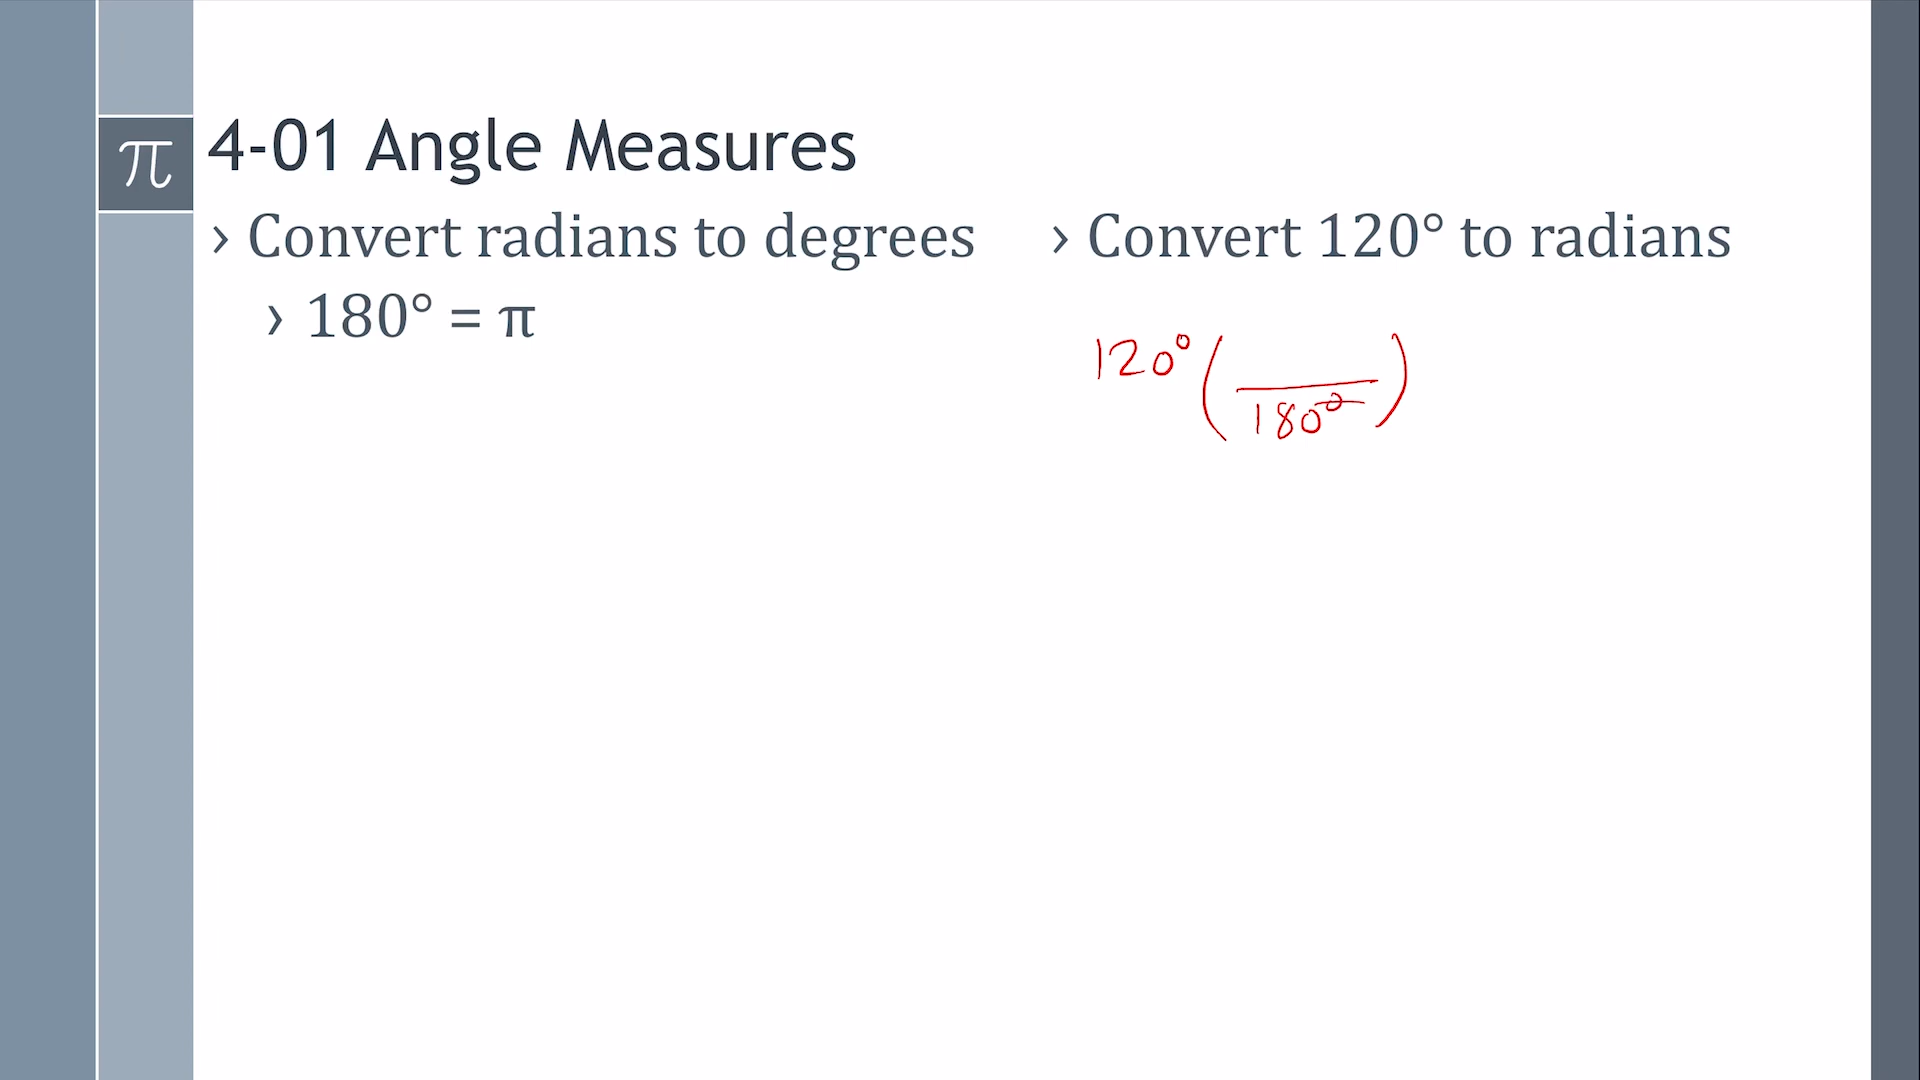 π
4-01 Angle Measures
› Convert radians to degrees
› 180° = π
› Convert 120° to radians
120° ( / 180° )